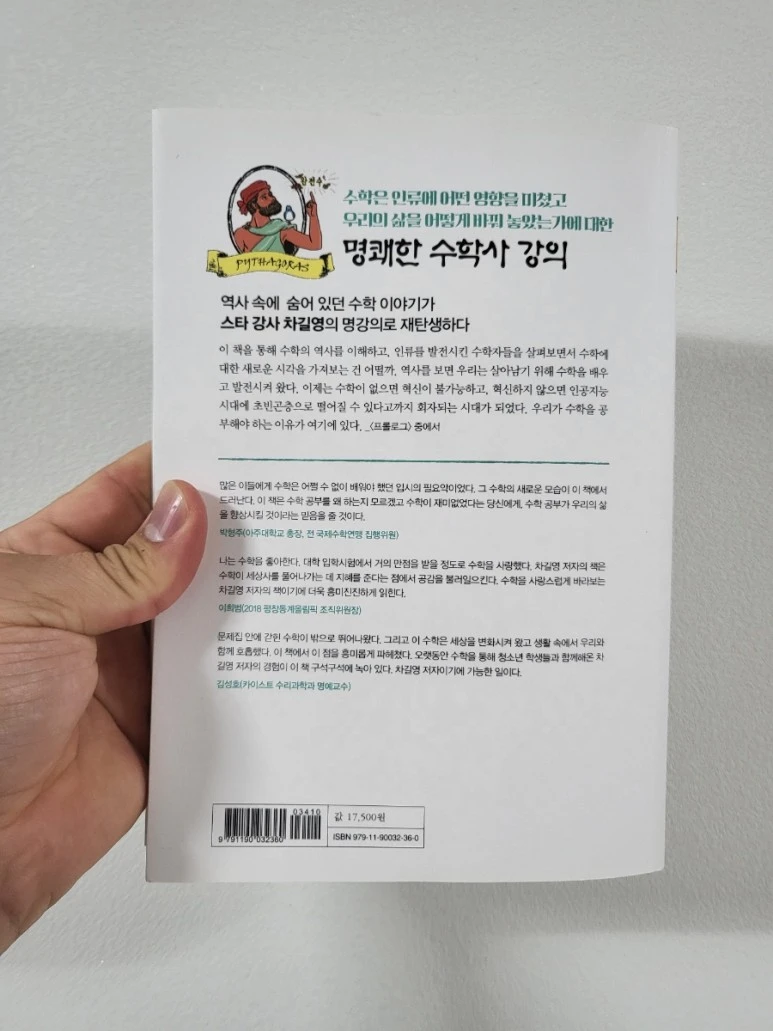 완전수!
PYTHAGORAS
수학은 인류에 어떤 영향을 미쳤고
우리의 삶을 어떻게 바꿔 놓았는가에 대한
명쾌한 수학사 강의
역사 속에 숨어 있던 수학 이야기가
스타 강사 차길영의 명강의로 재탄생하다
이 책을 통해 수학의 역사를 이해하고, 인류를 발전시킨 수학자들을 살펴보면서 수학에
대한 새로운 시각을 가져보는 건 어떨까. 역사를 보면 우리는 살아남기 위해 수학을 배우
고 발전시켜 왔다. 이제는 수학이 없으면 혁신이 불가능하고, 혁신하지 않으면 인공지능
시대에 초빈곤층으로 떨어질 수 있다고까지 회자되는 시대가 되었다. 우리가 수학을 공
부해야 하는 이유가 여기에 있다. _<프롤로그> 중에서
많은 이들에게 수학은 어쩔 수 없이 배워야 했던 입시의 필요악이었다. 그 수학의 새로운 모습이 이 책에서
드러난다. 이 책은 수학 공부를 왜 하는지 모르겠고 수학이 재미없었다는 당신에게, 수학 공부가 우리의 삶
을 향상시킬 것이라는 믿음을 줄 것이다.
박형주(아주대학교 총장, 전 국제수학연맹 집행위원)
나는 수학을 좋아한다. 대학 입학시험에서 거의 만점을 받을 정도로 수학을 사랑했다. 차길영 저자의 책은
수학이 세상사를 풀어나가는 데 지혜를 준다는 점에서 공감을 불러일으킨다. 수학을 사랑스럽게 바라보는
차길영 저자의 책이기에 더욱 흥미진진하게 읽힌다.
이희범(2018 평창동계올림픽 조직위원장)
문제집 안에 갇힌 수학이 밖으로 뛰어나왔다. 그리고 이 수학은 세상을 변화시켜 왔고 생활 속에서 우리와
함께 호흡했다. 이 책에서 이 점을 흥미롭게 파헤쳤다. 오랫동안 수학을 통해 청소년 학생들과 함께해온 차
길영 저자의 경험이 이 책 구석구석에 녹아 있다. 차길영 저자이기에 가능한 일이다.
김성호(카이스트 수리과학과 명예교수)
03410
9 791190 032360
값 17,500원
ISBN 979-11-90032-36-0